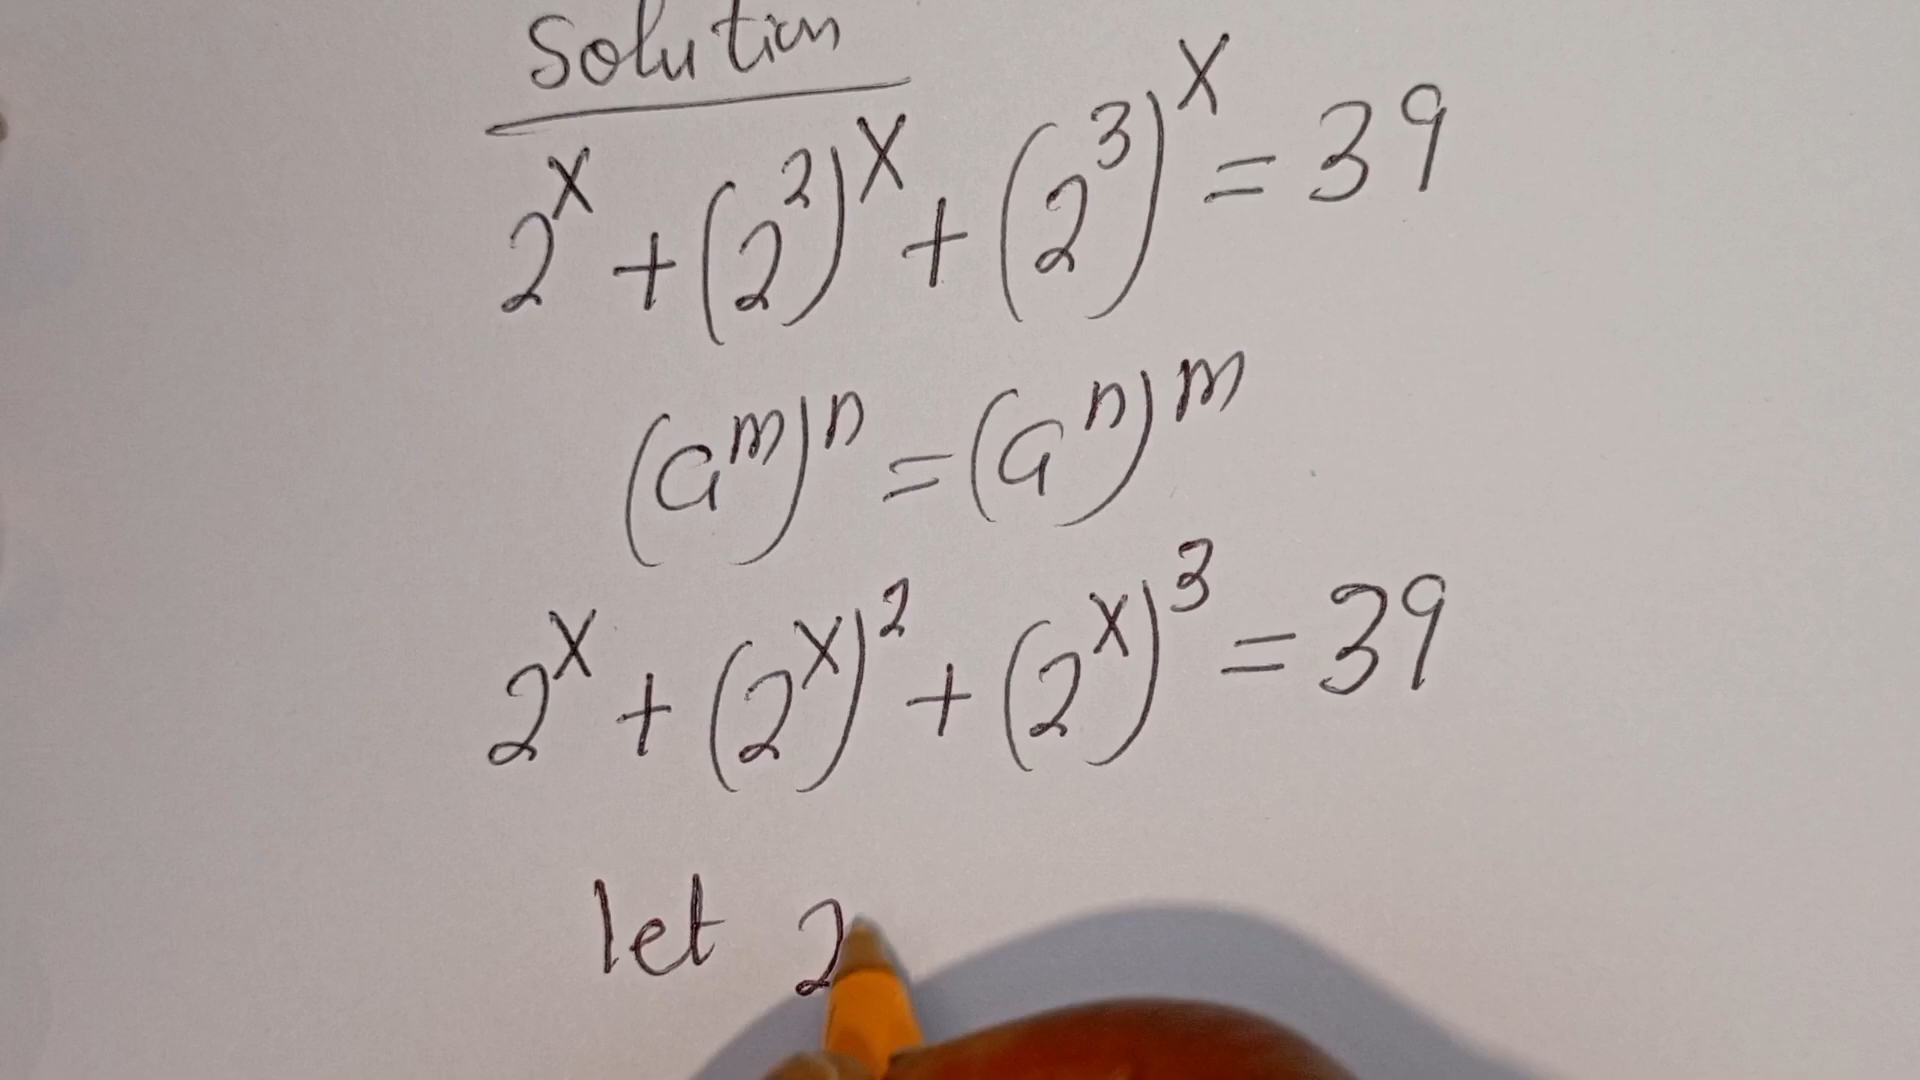 Solution
2^x + (2^2)^x + (2^3)^x = 39
(a^m)^n = (a^n)^m
2^x + (2^x)^2 + (2^x)^3 = 39
let 2